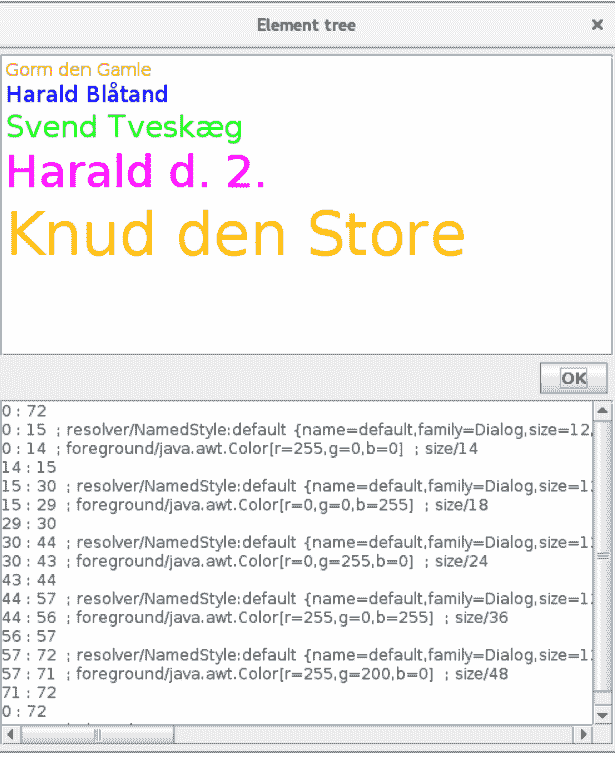 Element tree
Gorm den Gamle
Harald Blåtand
Svend Tveskæg
Harald d. 2.
Knud den Store
OK
0 : 72
0 : 15 ; resolver/NamedStyle:default {name=default,family=Dialog,size=12,
0 : 14 ; foreground/java.awt.Color[r=255,g=0,b=0] ; size/14
14 : 15
15 : 30 ; resolver/NamedStyle:default {name=default,family=Dialog,size=1
15 : 29 ; foreground/java.awt.Color[r=0,g=0,b=255] ; size/18
29 : 30
30 : 44 ; resolver/NamedStyle:default {name=default,family=Dialog,size=1
30 : 43 ; foreground/java.awt.Color[r=0,g=255,b=0] ; size/24
43 : 44
44 : 57 ; resolver/NamedStyle:default {name=default,family=Dialog,size=1
44 : 56 ; foreground/java.awt.Color[r=255,g=0,b=255] ; size/36
56 : 57
57 : 72 ; resolver/NamedStyle:default {name=default,family=Dialog,size=1
57 : 71 ; foreground/java.awt.Color[r=255,g=200,b=0] ; size/48
71 : 72
0 : 72